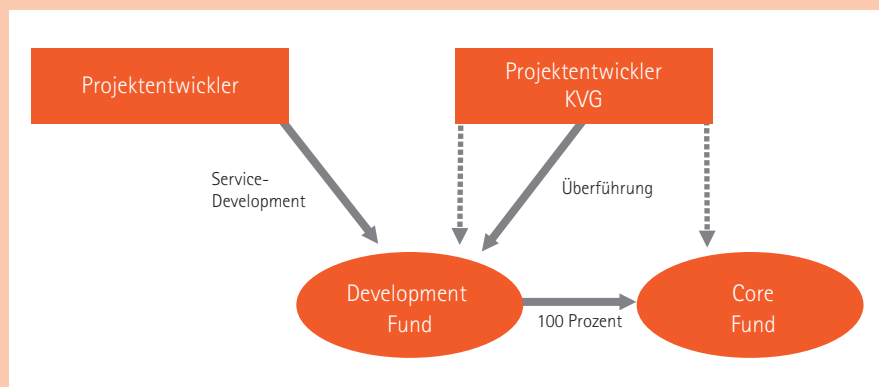 Projektentwickler
Projektentwickler
KVG
Service-
Development
Überführung
Development
Fund
100 Prozent
Core
Fund